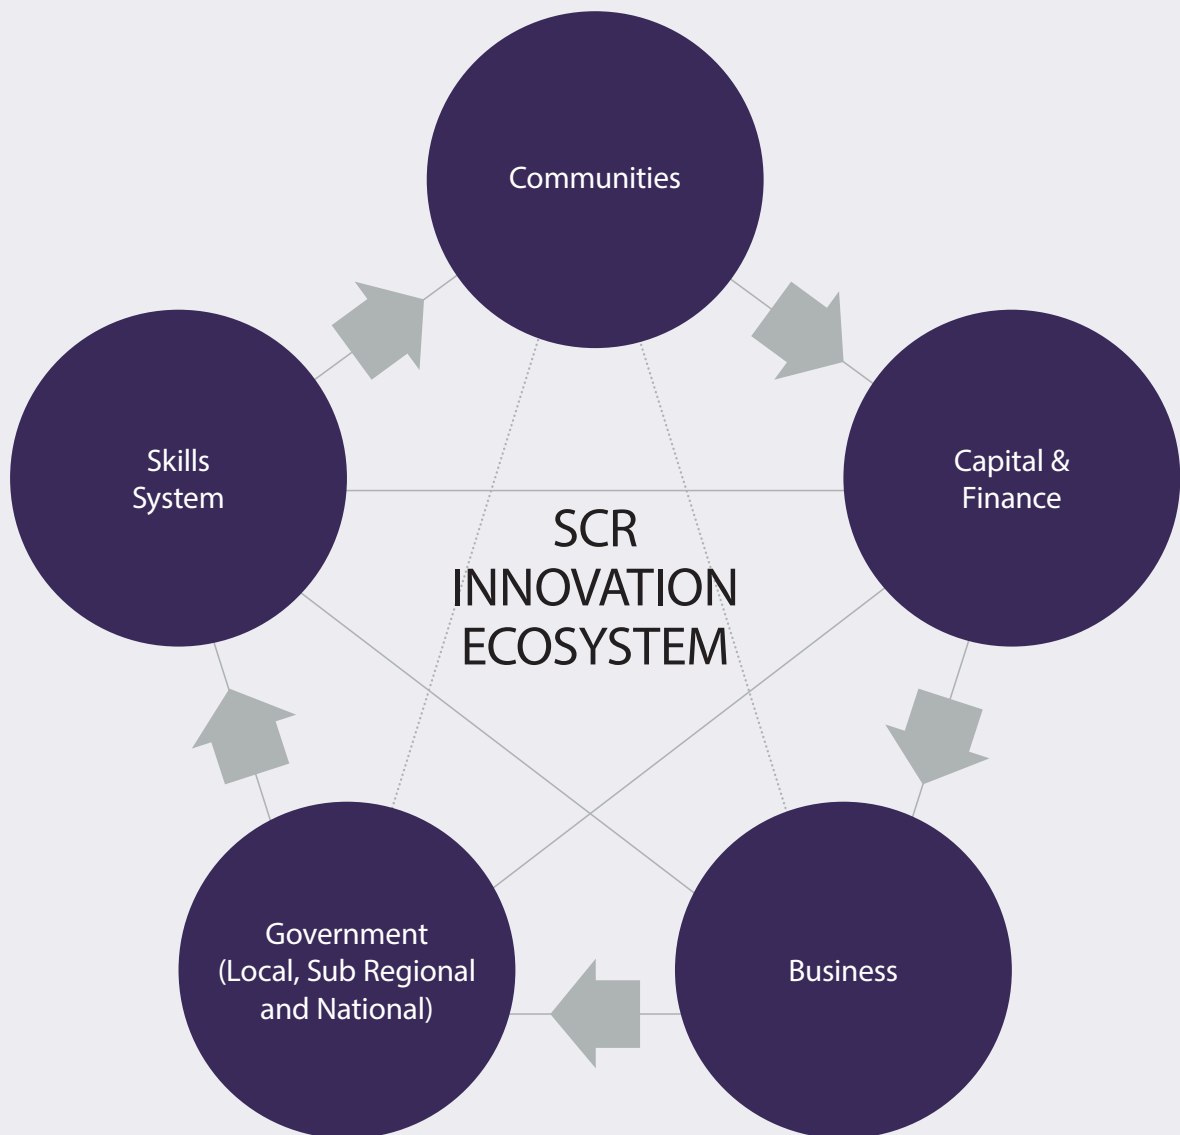 Communities
Skills
System
Capital &
Finance
SCR
INNOVATION
ECOSYSTEM
Government
(Local, Sub Regional
and National)
Business